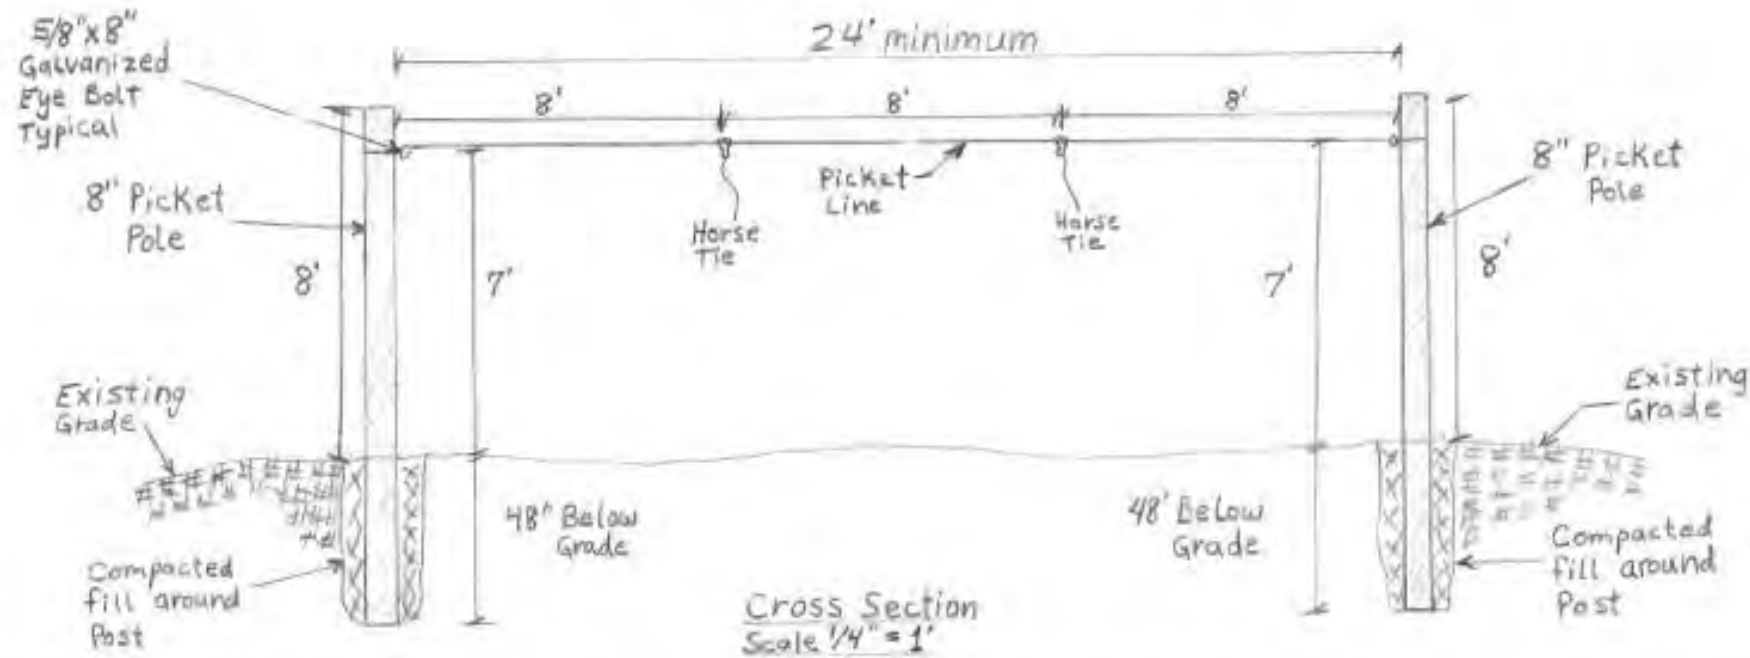 5/8"x8"
Galvanized
Eye Bolt
Typical
24' minimum
8'
8'
8'
8" Picket
Pole
Horse
Tie
Picket
Line
Horse
Tie
8" Picket
Pole
8'
7'
7'
8'
Existing
Grade
Existing
Grade
48" Below
Grade
48' Below
Grade
Compacted
fill around
Post
Compacted
fill around
Post
Cross Section
Scale 1/4" = 1'